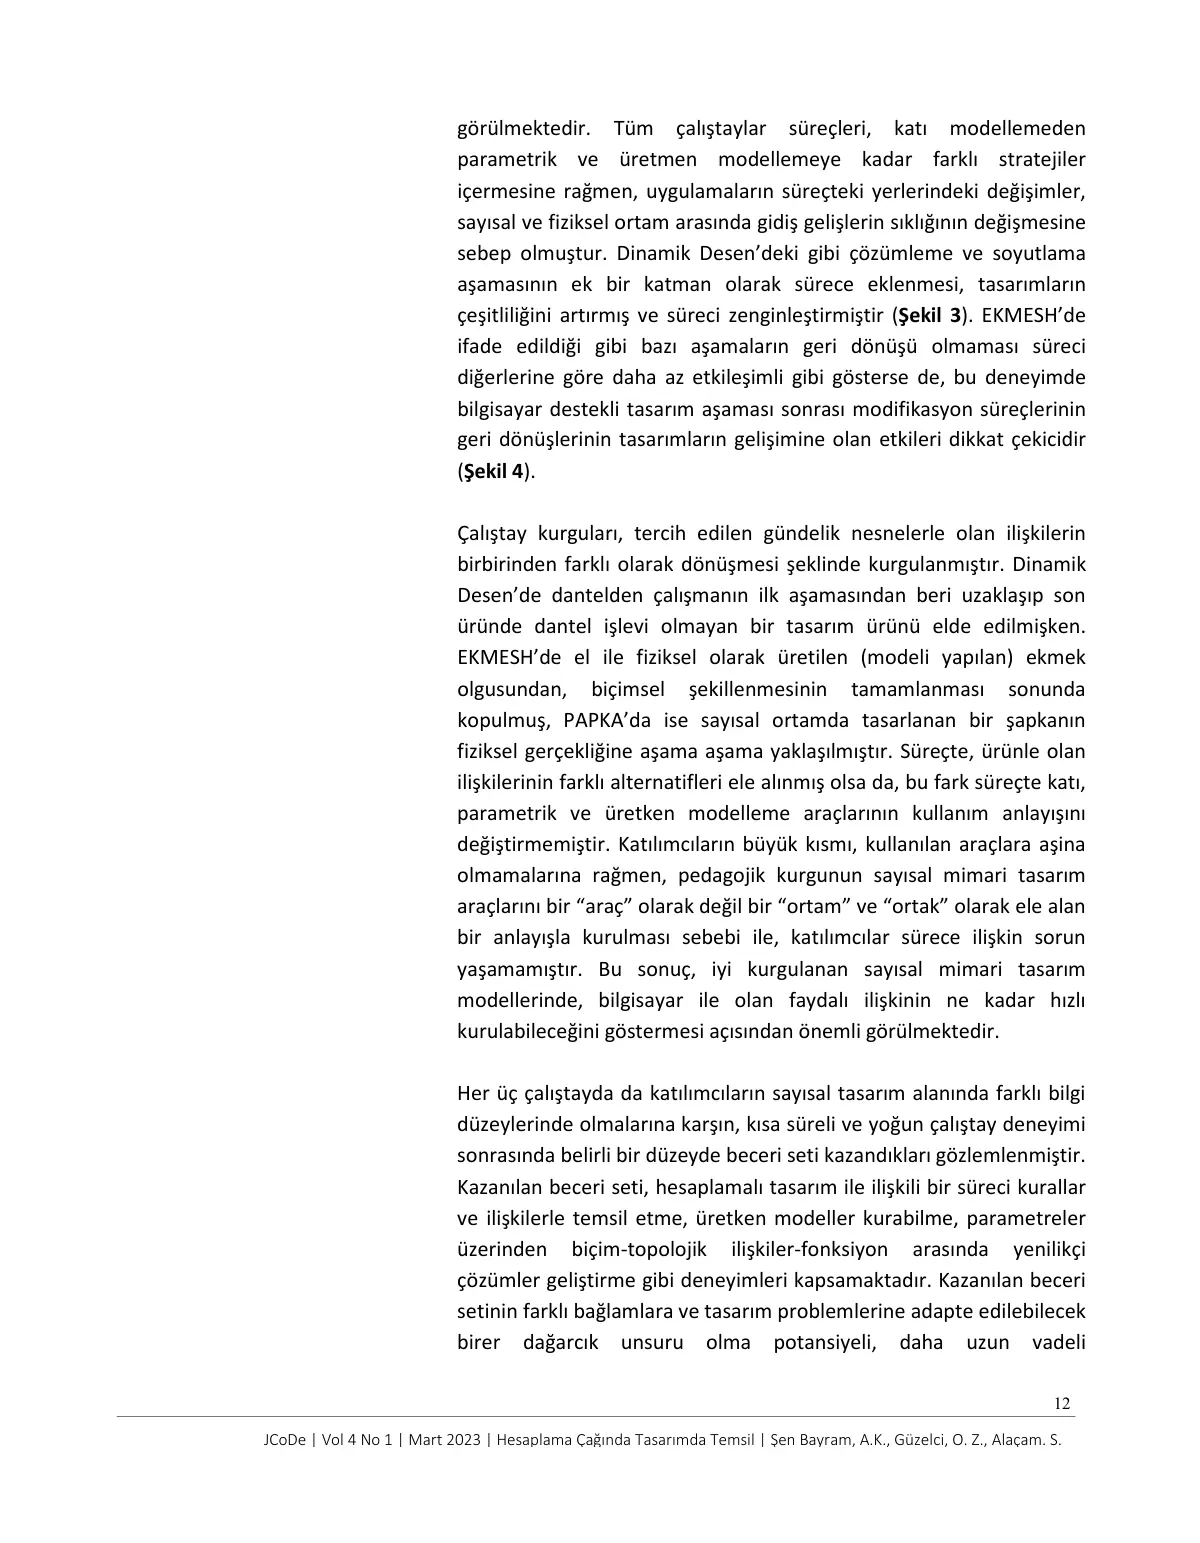 görülmektedir. Tüm çalıştaylar süreçleri, katı modellemeden
parametrik ve üretmen modellemeye kadar farklı stratejiler
içermesine rağmen, uygulamaların süreçteki yerlerindeki değişimler,
sayısal ve fiziksel ortam arasında gidiş gelişlerin sıklığının değişmesine
sebep olmuştur. Dinamik Desen’deki gibi çözümleme ve soyutlama
aşamasının ek bir katman olarak sürece eklenmesi, tasarımların
çeşitliliğini artırmış ve süreci zenginleştirmiştir (Şekil 3). EKMESH’de
ifade edildiği gibi bazı aşamaların geri dönüşü olmaması süreci
diğerlerine göre daha az etkileşimli gibi gösterse de, bu deneyimde
bilgisayar destekli tasarım aşaması sonrası modifikasyon süreçlerinin
geri dönüşlerinin tasarımların gelişimine olan etkileri dikkat çekicidir
(Şekil 4).
Çalıştay kurguları, tercih edilen gündelik nesnelerle olan ilişkilerin
birbirinden farklı olarak dönüşmesi şeklinde kurgulanmıştır. Dinamik
Desen’de dantelden çalışmanın ilk aşamasından beri uzaklaşıp son
üründe dantel işlevi olmayan bir tasarım ürünü elde edilmişken.
EKMESH’de el ile fiziksel olarak üretilen (modeli yapılan) ekmek
olgusundan, biçimsel şekillenmesinin tamamlanması sonunda
kopulmuş, PAPKA’da ise sayısal ortamda tasarlanan bir şapkanın
fiziksel gerçekliğine aşama aşama yaklaşılmıştır. Süreçte, ürünle olan
ilişkilerinin farklı alternatifleri ele alınmış olsa da, bu fark süreçte katı,
parametrik ve üretken modelleme araçlarının kullanım anlayışını
değiştirmemiştir. Katılımcıların büyük kısmı, kullanılan araçlara aşina
olmamalarına rağmen, pedagojik kurgunun sayısal mimari tasarım
araçlarını bir “araç” olarak değil bir “ortam” ve “ortak” olarak ele alan
bir anlayışla kurulması sebebi ile, katılımcılar sürece ilişkin sorun
yaşamamıştır. Bu sonuç, iyi kurgulanan sayısal mimari tasarım
modellerinde, bilgisayar ile olan faydalı ilişkinin ne kadar hızlı
kurulabileceğini göstermesi açısından önemli görülmektedir.
Her üç çalıştayda da katılımcıların sayısal tasarım alanında farklı bilgi
düzeylerinde olmalarına karşın, kısa süreli ve yoğun çalıştay deneyimi
sonrasında belirli bir düzeyde beceri seti kazandıkları gözlemlenmiştir.
Kazanılan beceri seti, hesaplamalı tasarım ile ilişkili bir süreci kurallar
ve ilişkilerle temsil etme, üretken modeller kurabilme, parametreler
üzerinden biçim-topolojik ilişkiler-fonksiyon arasında yenilikçi
çözümler geliştirme gibi deneyimleri kapsamaktadır. Kazanılan beceri
setinin farklı bağlamlara ve tasarım problemlerine adapte edilebilecek
birer dağarcık unsuru olma potansiyeli, daha uzun vadeli
12
JCoDe | Vol 4 No 1 | Mart 2023 | Hesaplama Çağında Tasarımda Temsil | Şen Bayram, A.K., Güzelci, O. Z., Alaçam. S.